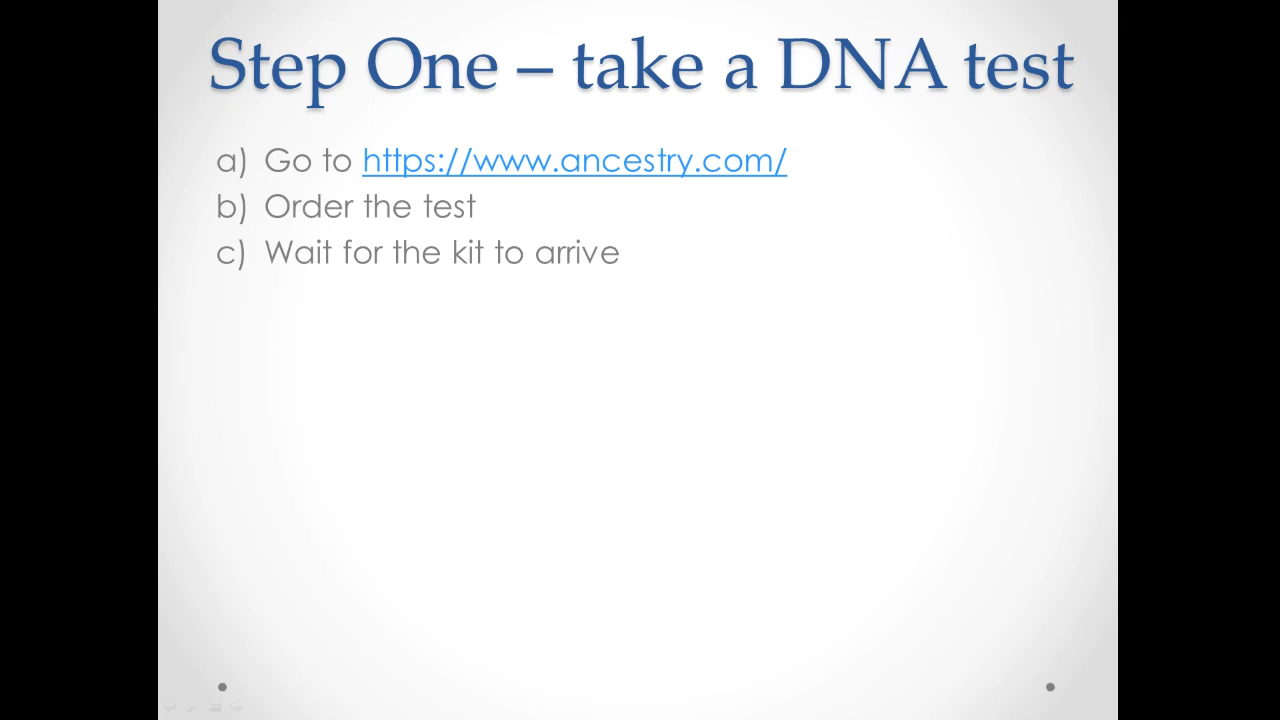 Step One – take a DNA test
a) Go to https://www.ancestry.com/
b) Order the test
c) Wait for the kit to arrive